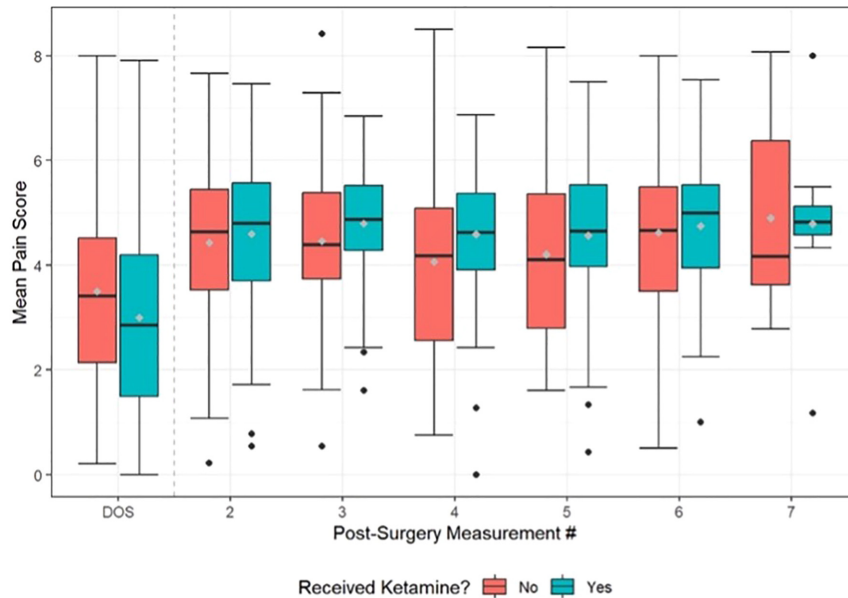 Mean Pain Score
8
6
4
2
0
DOS 2 3 4 5 6 7
Post-Surgery Measurement #
Received Ketamine? No Yes